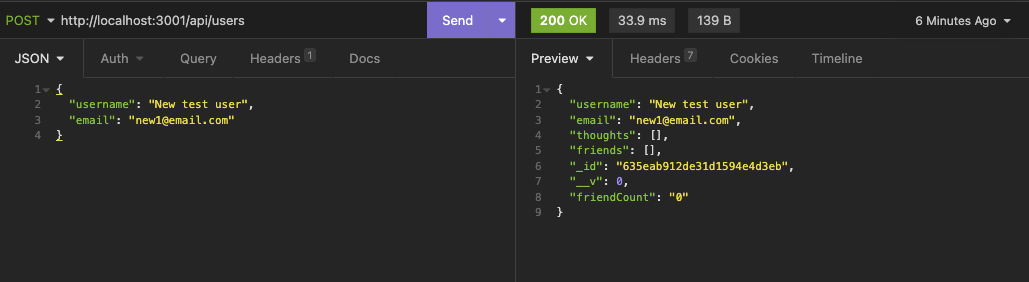 POST http://localhost:3001/api/users Send
200 OK 33.9 ms 139 B 6 Minutes Ago
JSON Auth Query Headers 1 Docs
Preview Headers 7 Cookies Timeline
1 {
2 "username": "New test user",
3 "email": "new1@email.com"
4 }
1 {
2 "username": "New test user",
3 "email": "new1@email.com",
4 "thoughts": [],
5 "friends": [],
6 "_id": "635eab912de31d1594e4d3eb",
7 "__v": 0,
8 "friendCount": "0"
9 }